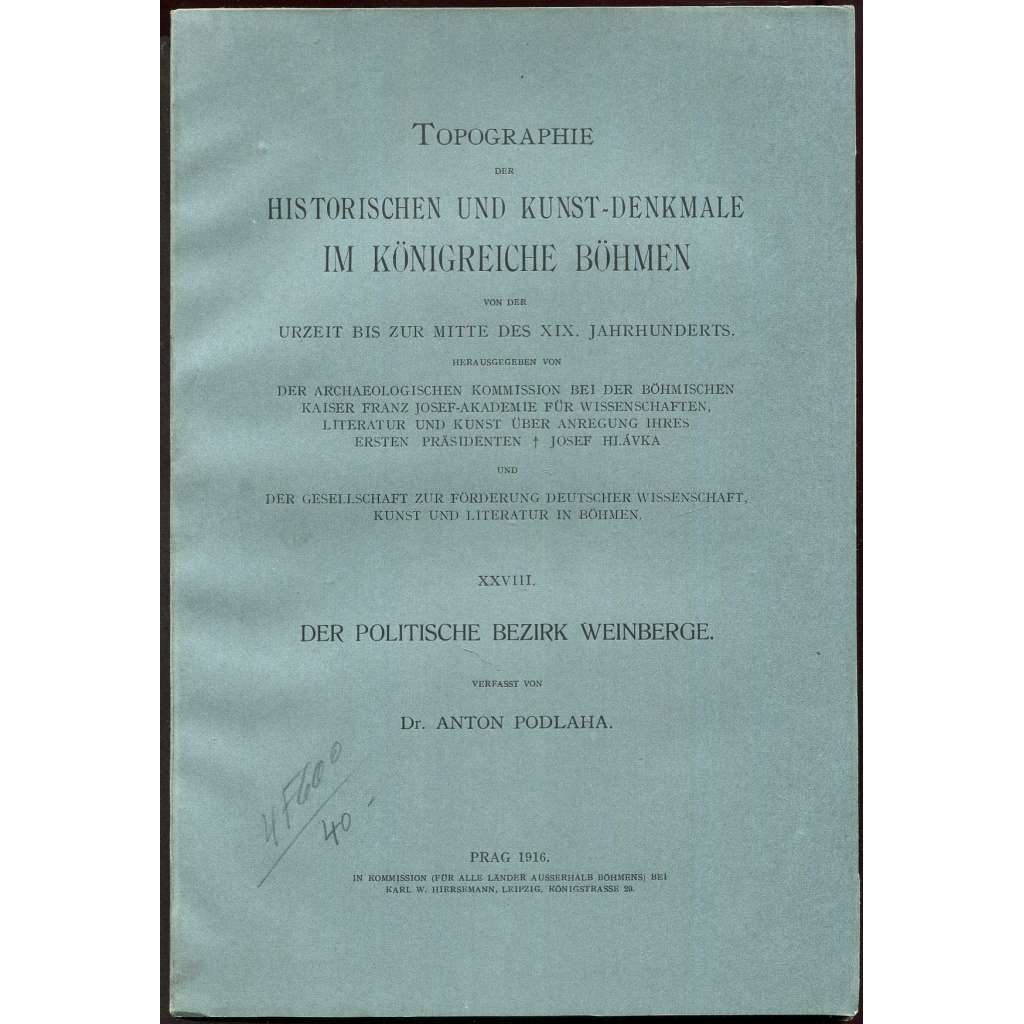 TOPOGRAPHIE
DER
HISTORISCHEN UND KUNST-DENKMALE
IM KÖNIGREICHE BÖHMEN
VON DER
URZEIT BIS ZUR MITTE DES XIX. JAHRHUNDERTS.
HERAUSGEGEBEN VON
DER ARCHAEOLOGISCHEN KOMMISSION BEI DER BÖHMISCHEN
KAISER FRANZ JOSEF-AKADEMIE FÜR WISSENSCHAFTEN,
LITERATUR UND KUNST ÜBER ANREGUNG IHRES
ERSTEN PRÄSIDENTEN † JOSEF HLÁVKA
UND
DER GESELLSCHAFT ZUR FÖRDERUNG DEUTSCHER WISSENSCHAFT,
KUNST UND LITERATUR IN BÖHMEN.
XXVIII.
DER POLITISCHE BEZIRK WEINBERGE.
VERFASST VON
Dr. ANTON PODLAHA.
40
PRAG 1916.
IN KOMMISSION (FÜR ALLE LÄNDER AUSSERHALB BÖHMENS) BEI
KARL W. HIERSEMANN, LEIPZIG, KÖNIGSTRASSE 29.